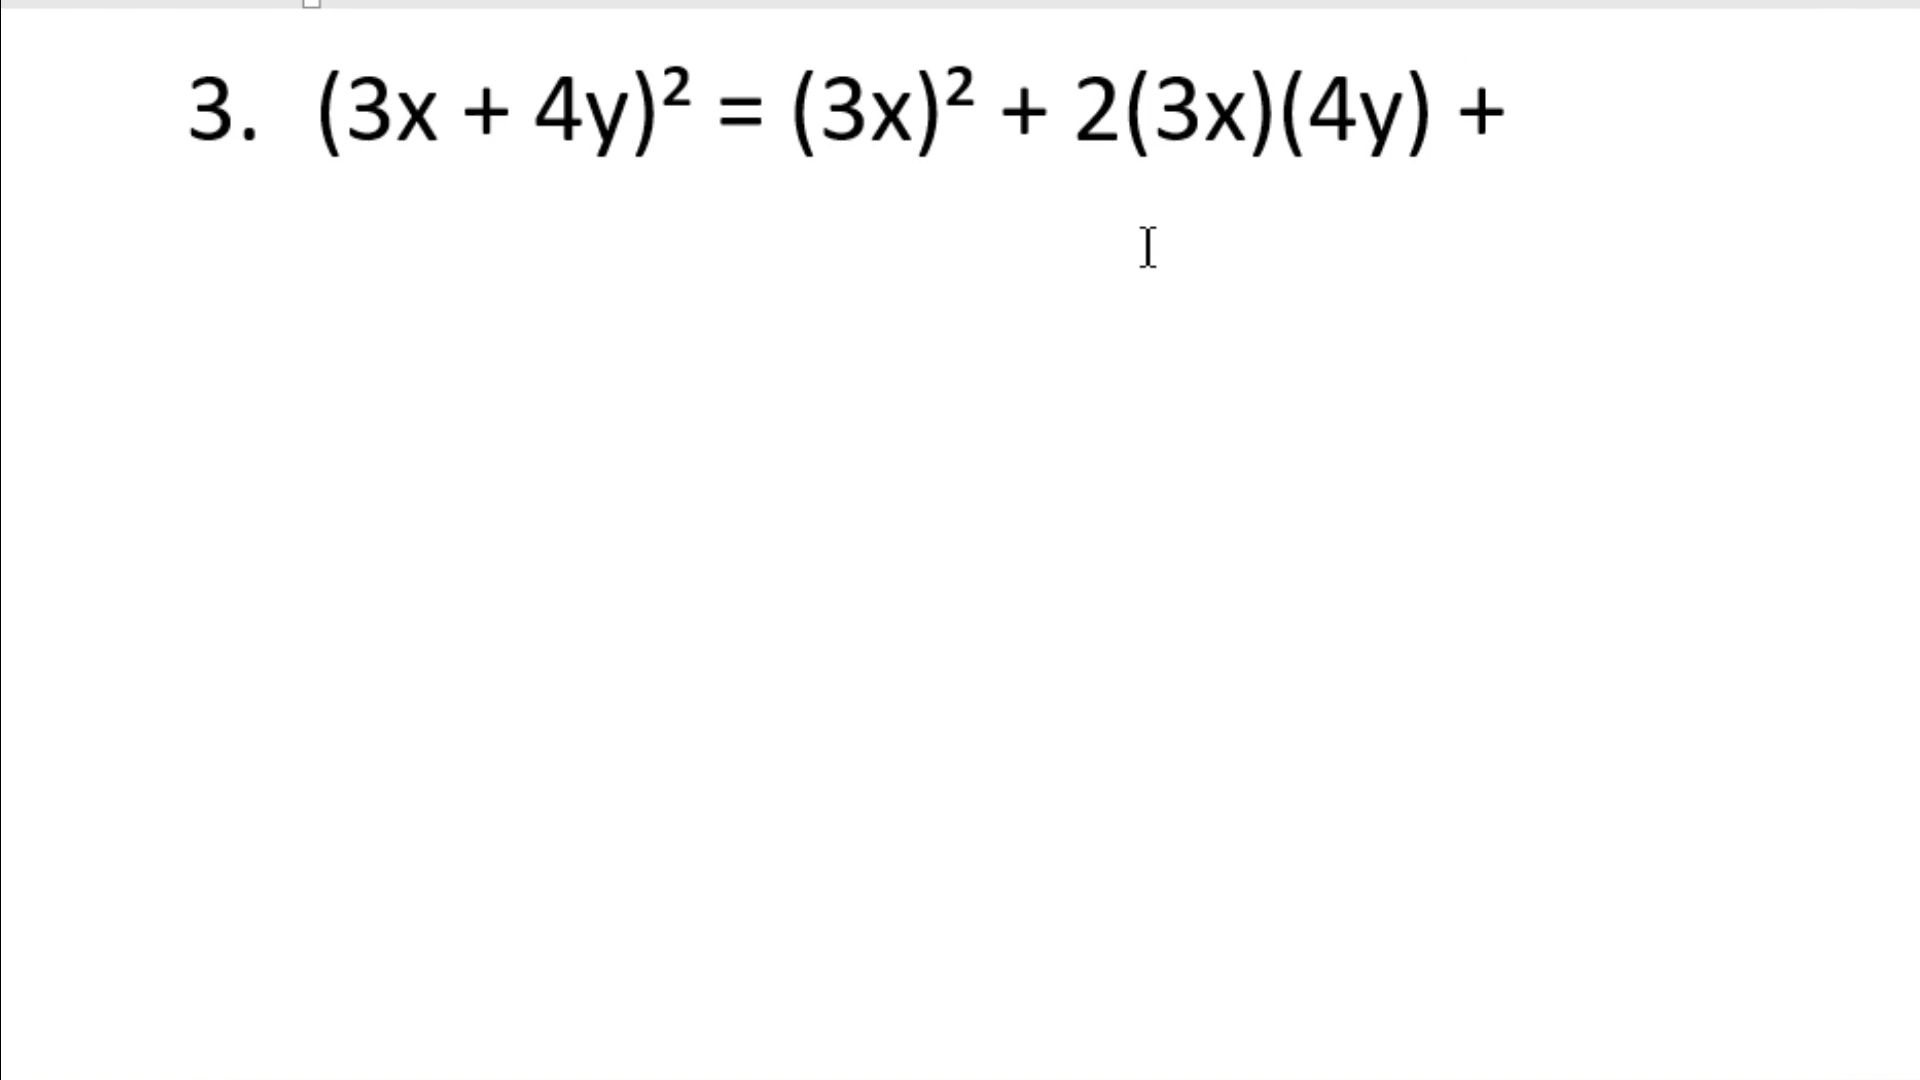 3. (3x + 4y)² = (3x)² + 2(3x)(4y) +